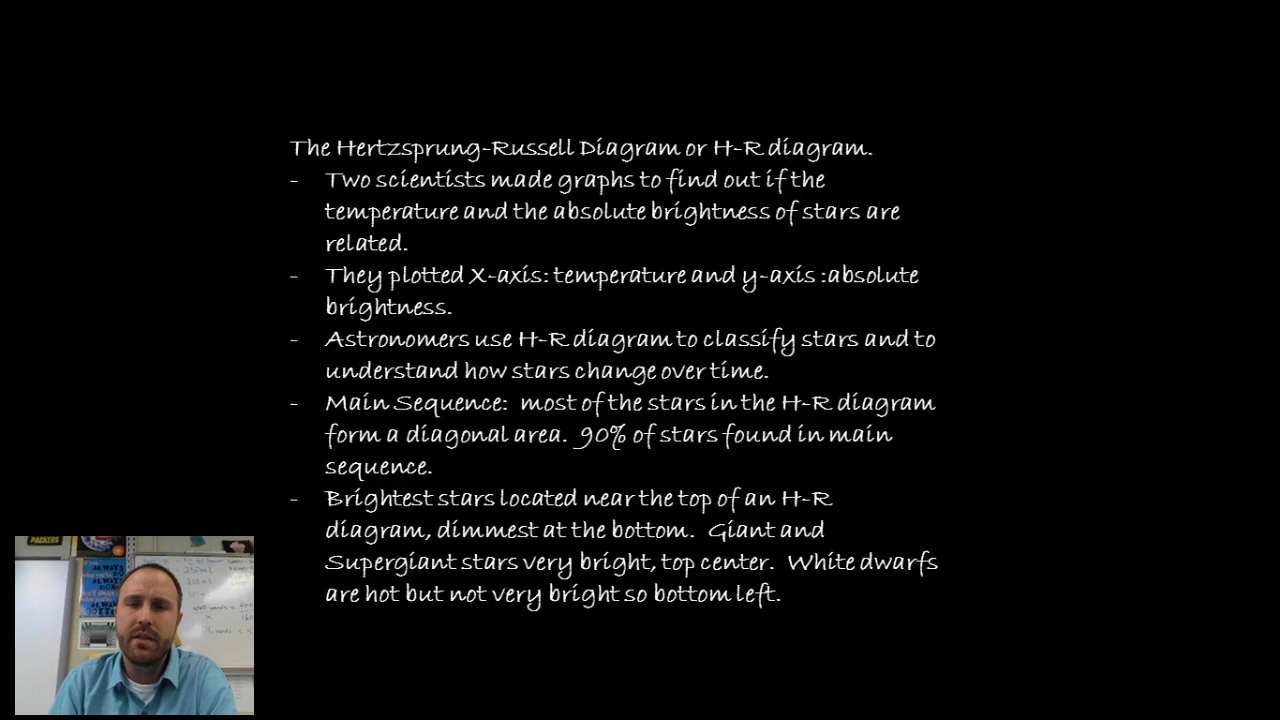 The Hertzsprung-Russell Diagram or H-R diagram.
- Two scientists made graphs to find out if the
temperature and the absolute brightness of stars are
related.
- They plotted X-axis: temperature and y-axis :absolute
brightness.
- Astronomers use H-R diagram to classify stars and to
understand how stars change over time.
- Main Sequence: most of the stars in the H-R diagram
form a diagonal area. 90% of stars found in main
sequence.
- Brightest stars located near the top of an H-R
diagram, dimmest at the bottom. Giant and
Supergiant stars very bright, top center. White dwarfs
are hot but not very bright so bottom left.
PACKERS